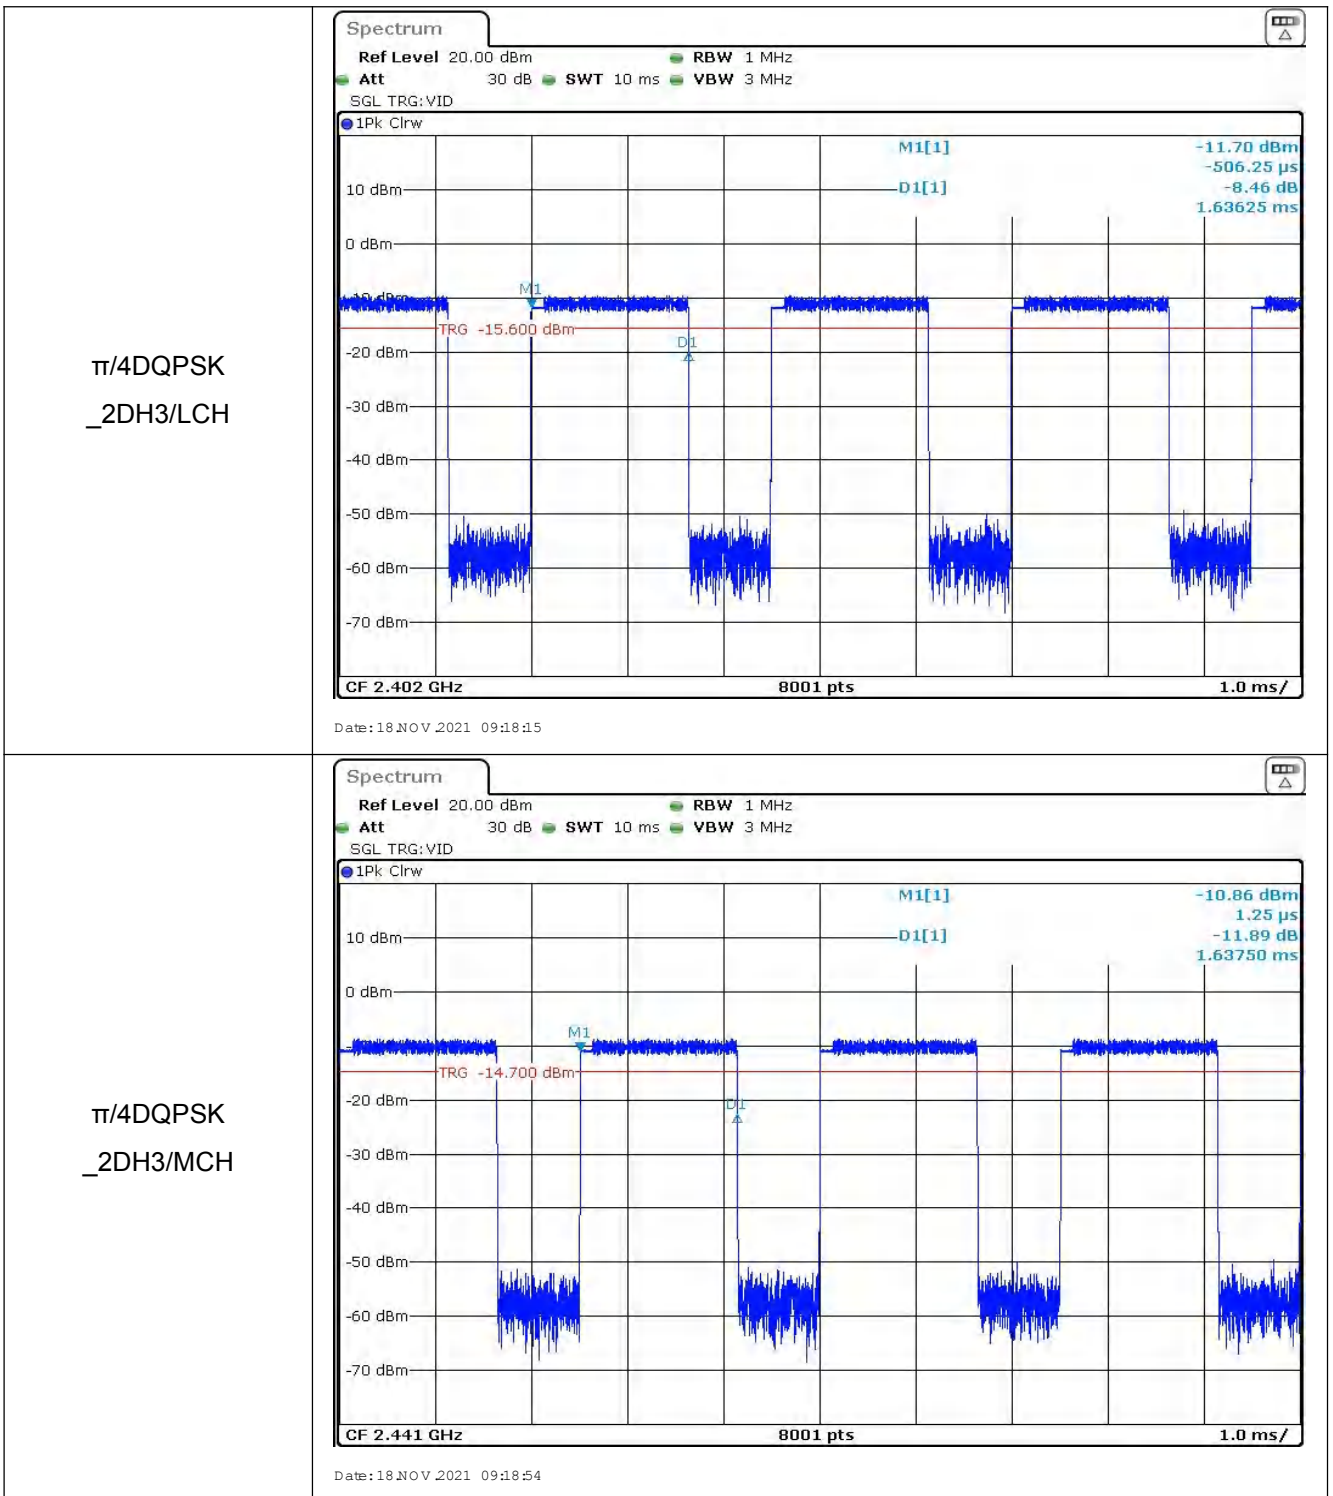 π/4DQPSK
_2DH3/LCH
Spectrum
Ref Level 20.00 dBm RBW 1 MHz
Att 30 dB SWT 10 ms VBW 3 MHz
SGL TRG:VID
1Pk Clrw
M1[1] -11.70 dBm
-506.25 µs
10 dBm D1[1] -8.46 dB
1.63625 ms
0 dBm
M1
-10 dBm
TRG -15.600 dBm
D1
-20 dBm
-30 dBm
-40 dBm
-50 dBm
-60 dBm
-70 dBm
CF 2.402 GHz 8001 pts 1.0 ms/
Date:18.NOV.2021 09:18:15
π/4DQPSK
_2DH3/MCH
Spectrum
Ref Level 20.00 dBm RBW 1 MHz
Att 30 dB SWT 10 ms VBW 3 MHz
SGL TRG:VID
1Pk Clrw
M1[1] -10.86 dBm
1.25 µs
10 dBm D1[1] -11.89 dB
1.63750 ms
0 dBm
M1
TRG -14.700 dBm
-20 dBm D1
-30 dBm
-40 dBm
-50 dBm
-60 dBm
-70 dBm
CF 2.441 GHz 8001 pts 1.0 ms/
Date:18.NOV.2021 09:18:54